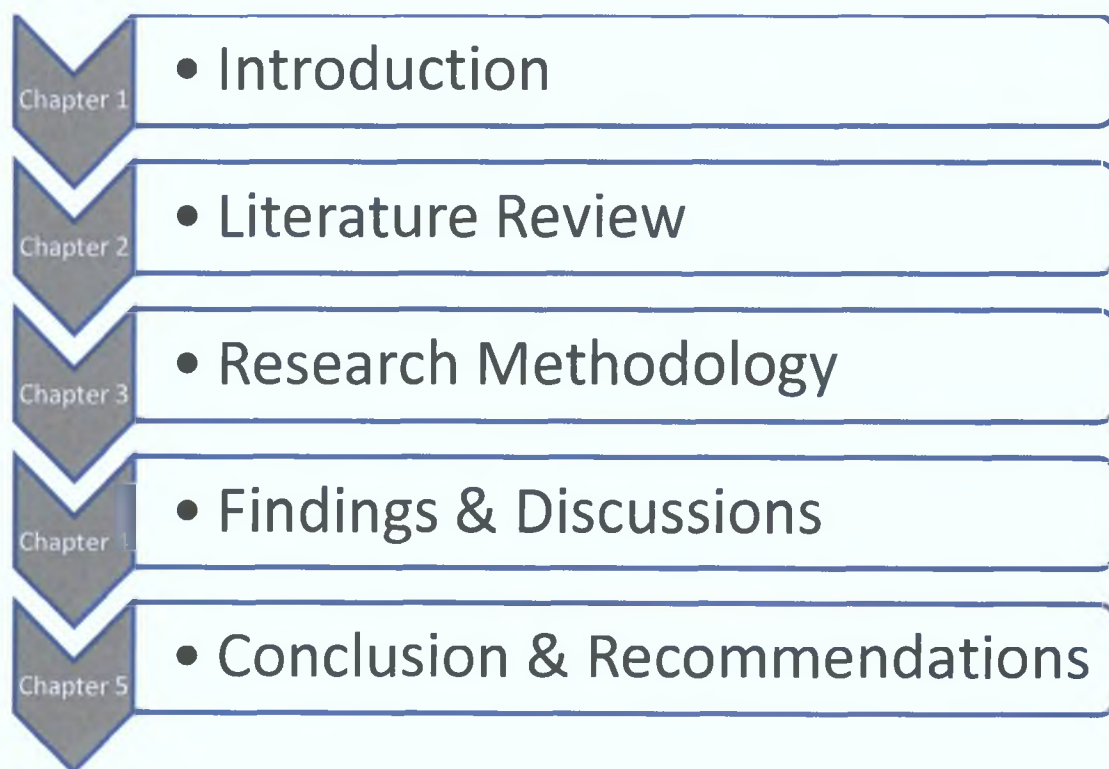 Chapter 1
• Introduction
Chapter 2
• Literature Review
Chapter 3
• Research Methodology
Chapter
• Findings & Discussions
Chapter 5
• Conclusion & Recommendations